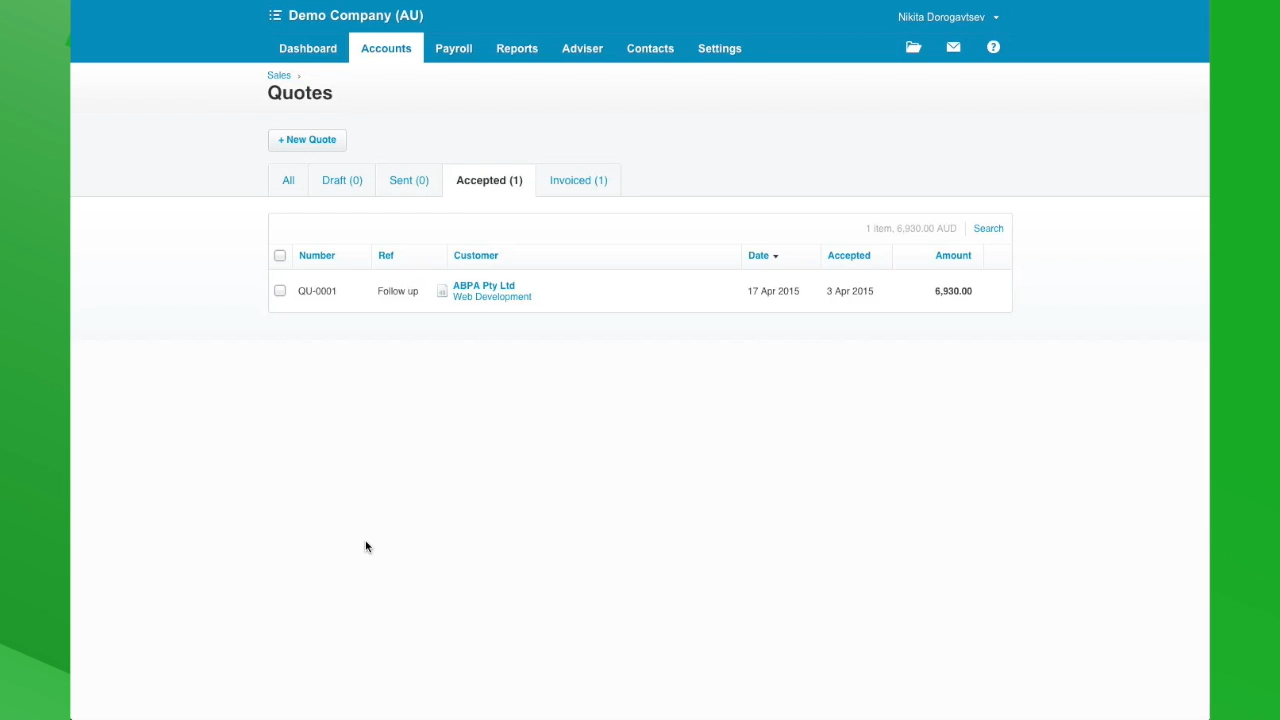 Demo Company (AU)
Nikita Dorogavtsev
Dashboard Accounts Payroll Reports Adviser Contacts Settings
Sales ›
Quotes
+ New Quote
All Draft (0) Sent (0) Accepted (1) Invoiced (1)
1 item, 6,930.00 AUD Search
Number Ref Customer Date Accepted Amount
QU-0001 Follow up ABPA Pty Ltd 17 Apr 2015 3 Apr 2015 6,930.00
Web Development